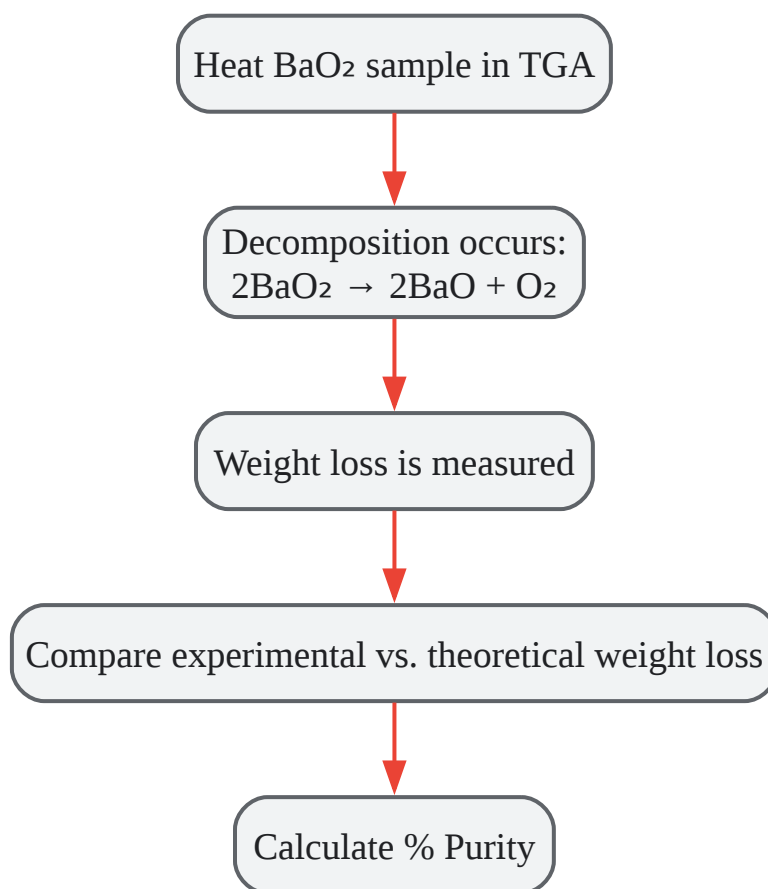 Heat BaO₂ sample in TGA
Decomposition occurs:
2BaO₂ → 2BaO + O₂
Weight loss is measured
Compare experimental vs. theoretical weight loss
Calculate % Purity